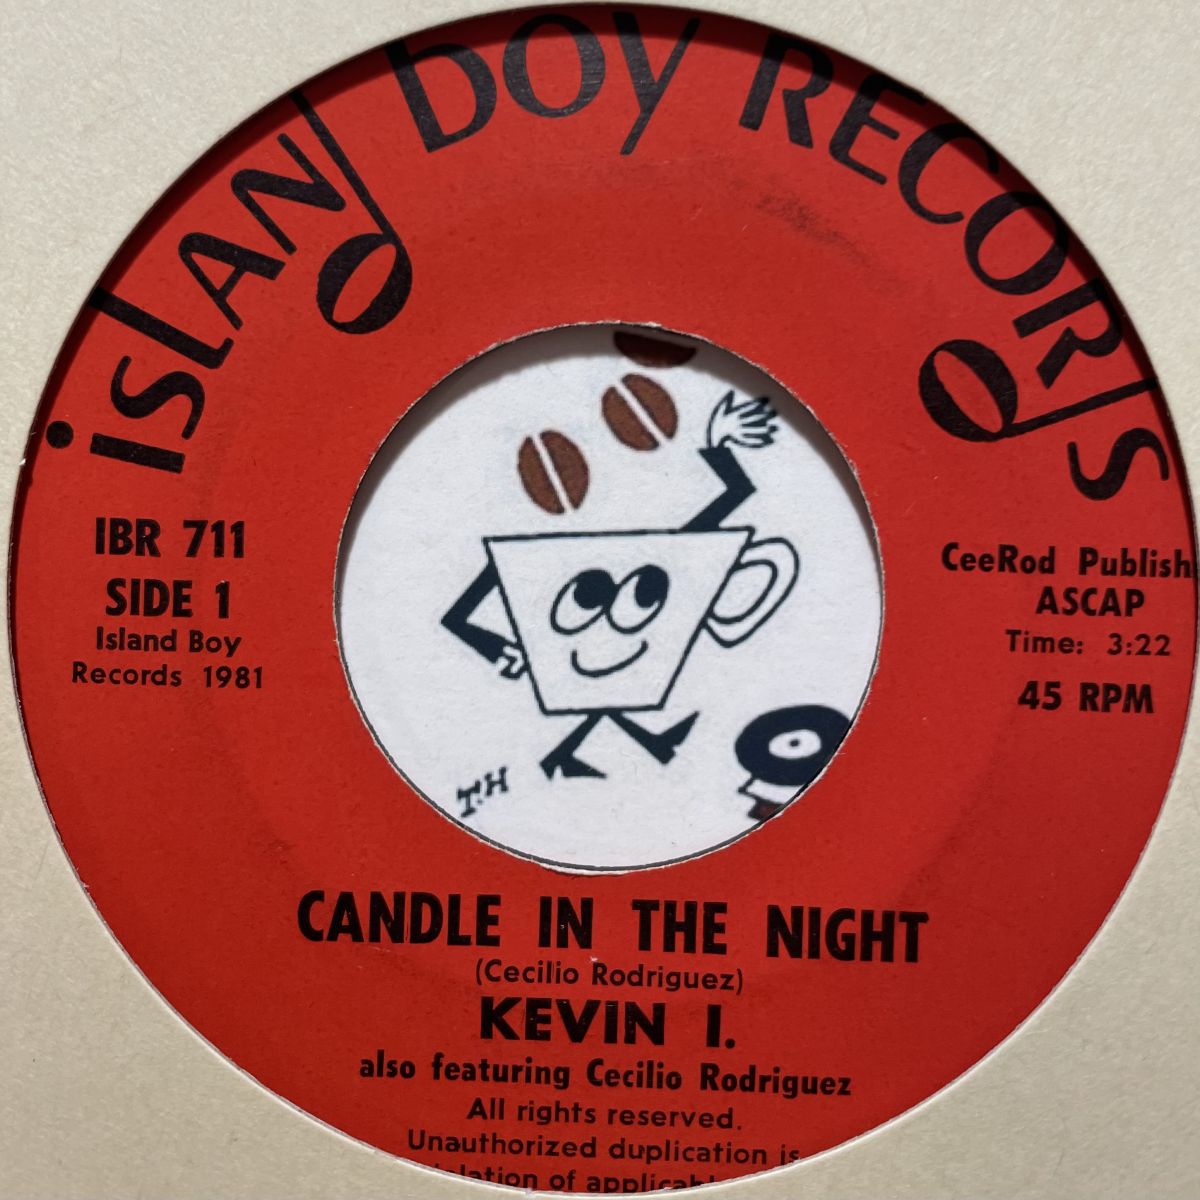 island boy RECORDS
IBR 711
SIDE 1
Island Boy
Records 1981
CeeRod Publish
ASCAP
Time: 3:22
45 RPM
T.H
CANDLE IN THE NIGHT
(Cecilio Rodriguez)
KEVIN I.
also featuring Cecilio Rodriguez
All rights reserved.
Unauthorized duplication is
of